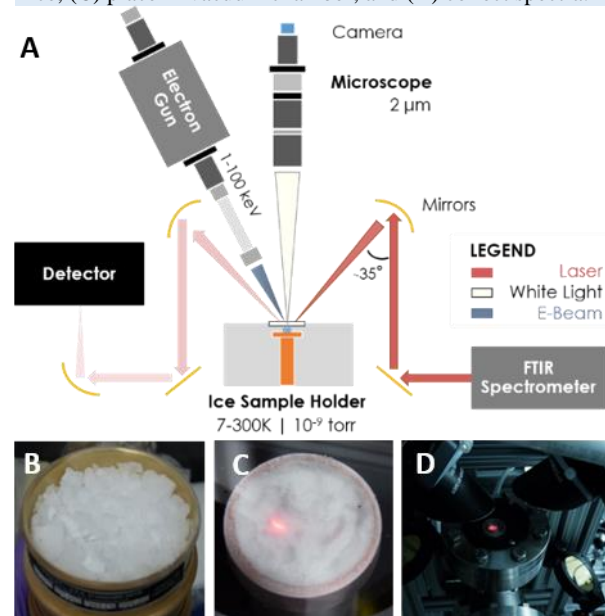 A
Camera
Microscope
2 µm
Electron
Gun
1-100 keV
Mirrors
Detector
~35°
LEGEND
Laser
White Light
E-Beam
FTIR
Spectrometer
Ice Sample Holder
7-300K | 10⁻⁹ torr
B
C
D